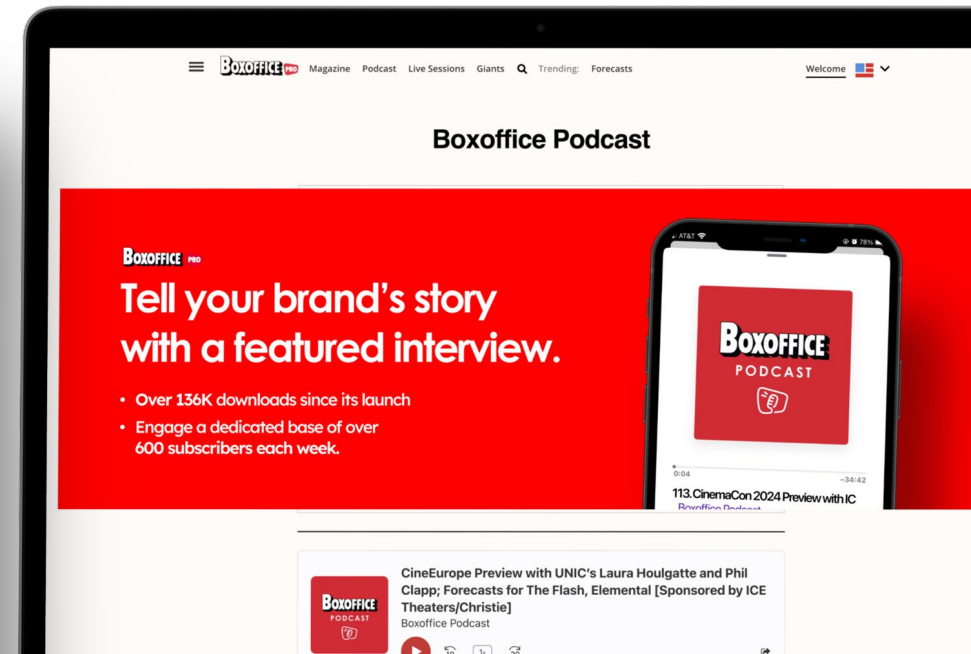 BOXOFFICE PRO Magazine Podcast Live Sessions Giants Trending: Forecasts Welcome
Boxoffice Podcast
BOXOFFICE PRO
Tell your brand's story
with a featured interview.
• Over 136K downloads since its launch
• Engage a dedicated base of over
600 subscribers each week.
AT&T 78%
BOXOFFICE
PODCAST
0:04 –34:42
113. CinemaCon 2024 Preview with IC
Boxoffice Podcast
BOXOFFICE
PODCAST
CineEurope Preview with UNIC's Laura Houlgatte and Phil
Clapp; Forecasts for The Flash, Elemental [Sponsored by ICE
Theaters/Christie]
Boxoffice Podcast